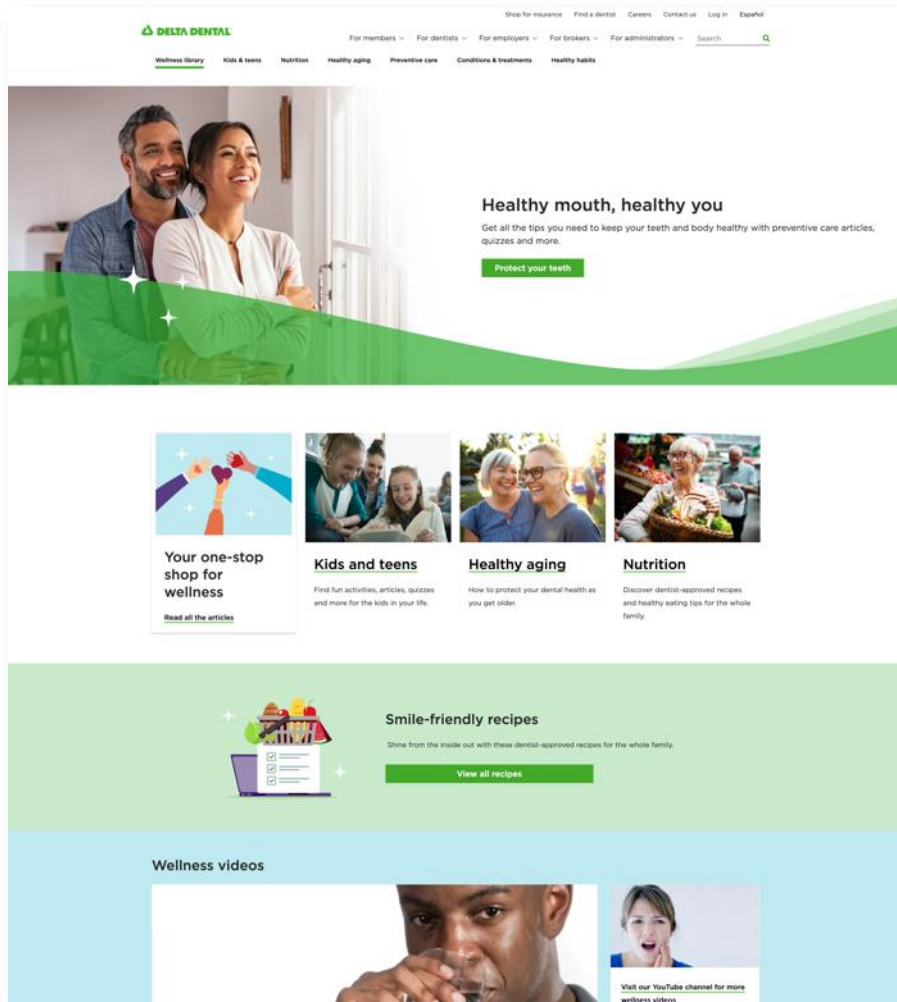 Shop for insurance Find a dentist Careers Contact us Log in Español
DELTA DENTAL
For members For dentists For employers For brokers For administrators Search
Wellness library Kids & teens Nutrition Healthy aging Preventive care Conditions & treatments Healthy habits
Healthy mouth, healthy you
Get all the tips you need to keep your teeth and body healthy with preventive care articles,
quizzes and more.
Protect your teeth
Your one-stop
shop for
wellness
Read all the articles
Kids and teens
Find fun activities, articles, quizzes
and more for the kids in your life.
Healthy aging
How to protect your dental health as
you get older.
Nutrition
Discover dentist-approved recipes
and healthy eating tips for the whole
family.
Smile-friendly recipes
Shine from the inside out with these dentist-approved recipes for the whole family.
View all recipes
Wellness videos
Visit our YouTube channel for more
wellness videos